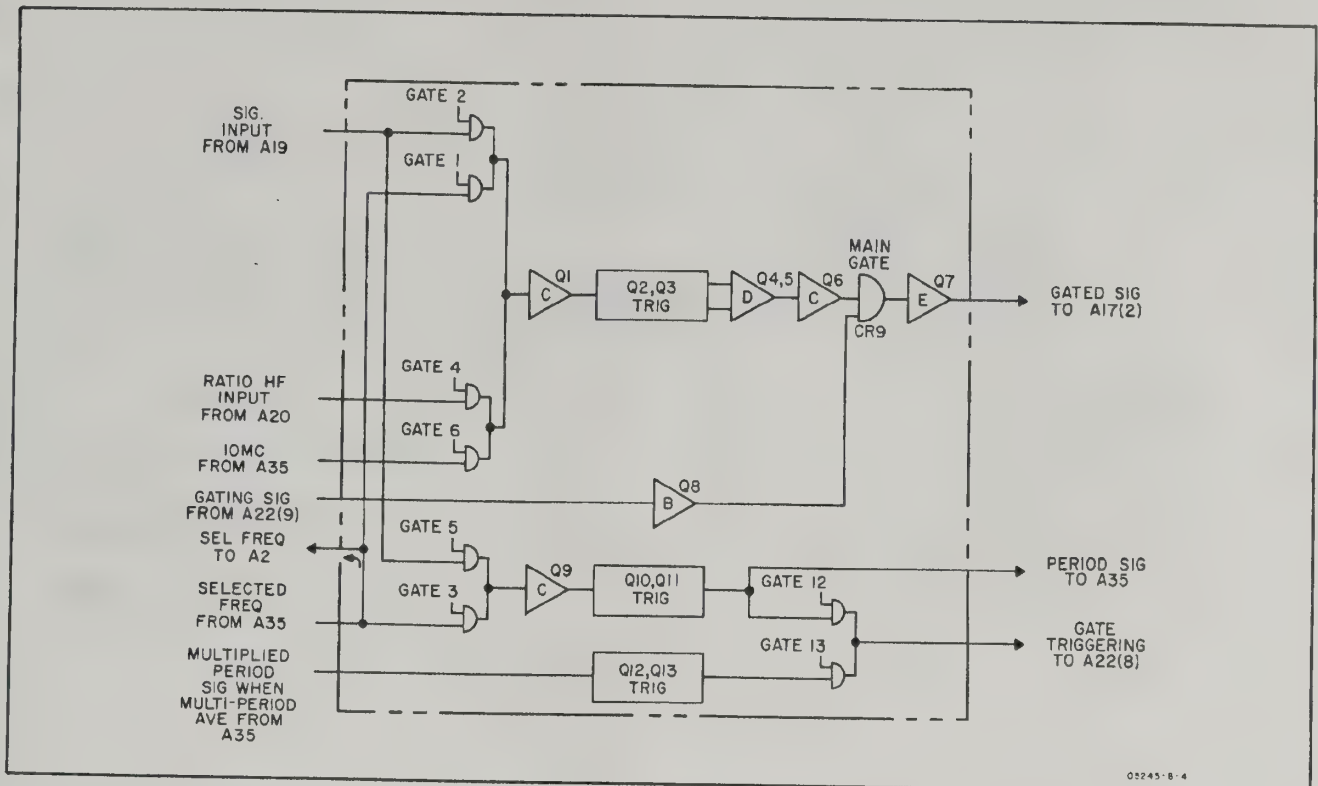 GATE 2
SIG.
INPUT
FROM A19
GATE 1
MAIN
GATE
Q1
Q2,Q3
TRIG
Q4,5
Q6
Q7
C
D
C
E
CR9
GATED SIG
TO A17(2)
GATE 4
RATIO HF
INPUT
FROM A20
GATE 6
IOMC
FROM A35
GATING SIG
FROM A22(9)
Q8
B
SEL FREQ
TO A2
GATE 5
Q9
C
Q10,Q11
TRIG
PERIOD SIG
TO A35
SELECTED
FREQ
FROM A35
GATE 3
GATE 12
GATE
TRIGGERING
TO A22(8)
MULTIPLIED
PERIOD
SIG WHEN
MULTI-PERIOD
AVE FROM
A35
Q12,Q13
TRIG
GATE 13
05245-B-4